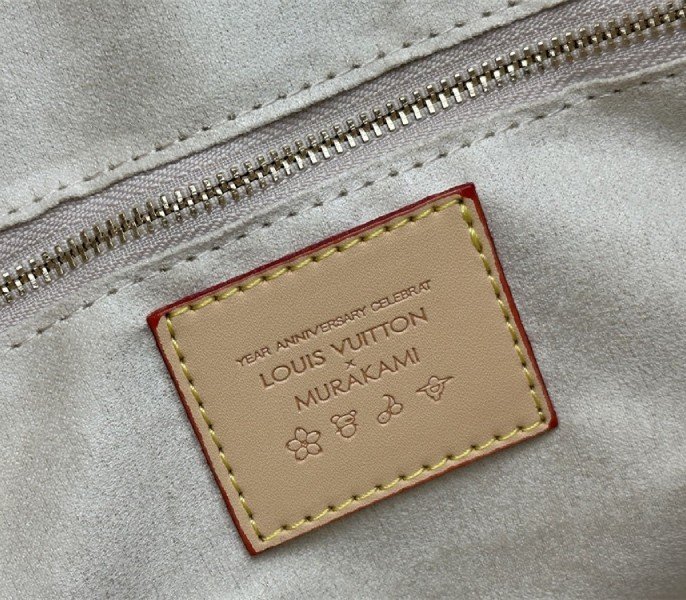 YEAR ANNIVERSARY CELEBRAT
LOUIS VUITTON
×
MURAKAMI